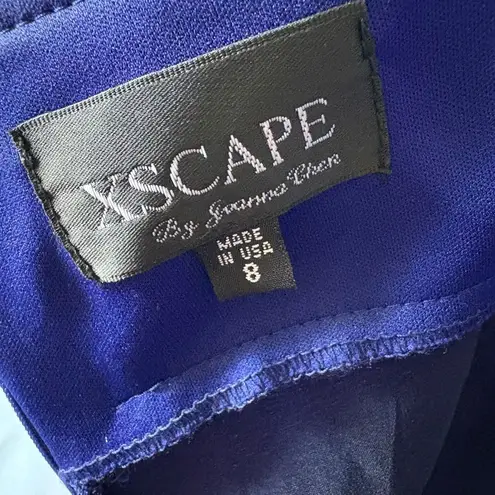 XSCAPE
By Joanna Chen
MADE
IN USA
8